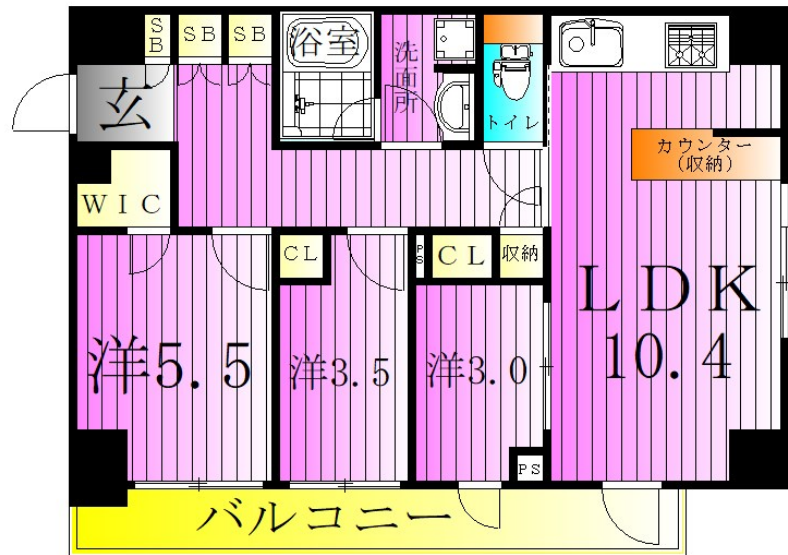 SB
SB
SB
浴室
洗面所
トイレ
玄
カウンター
(収納)
WIC
CL
PS
CL
収納
LDK
10.4
洋5.5
洋3.5
洋3.0
PS
バルコニー